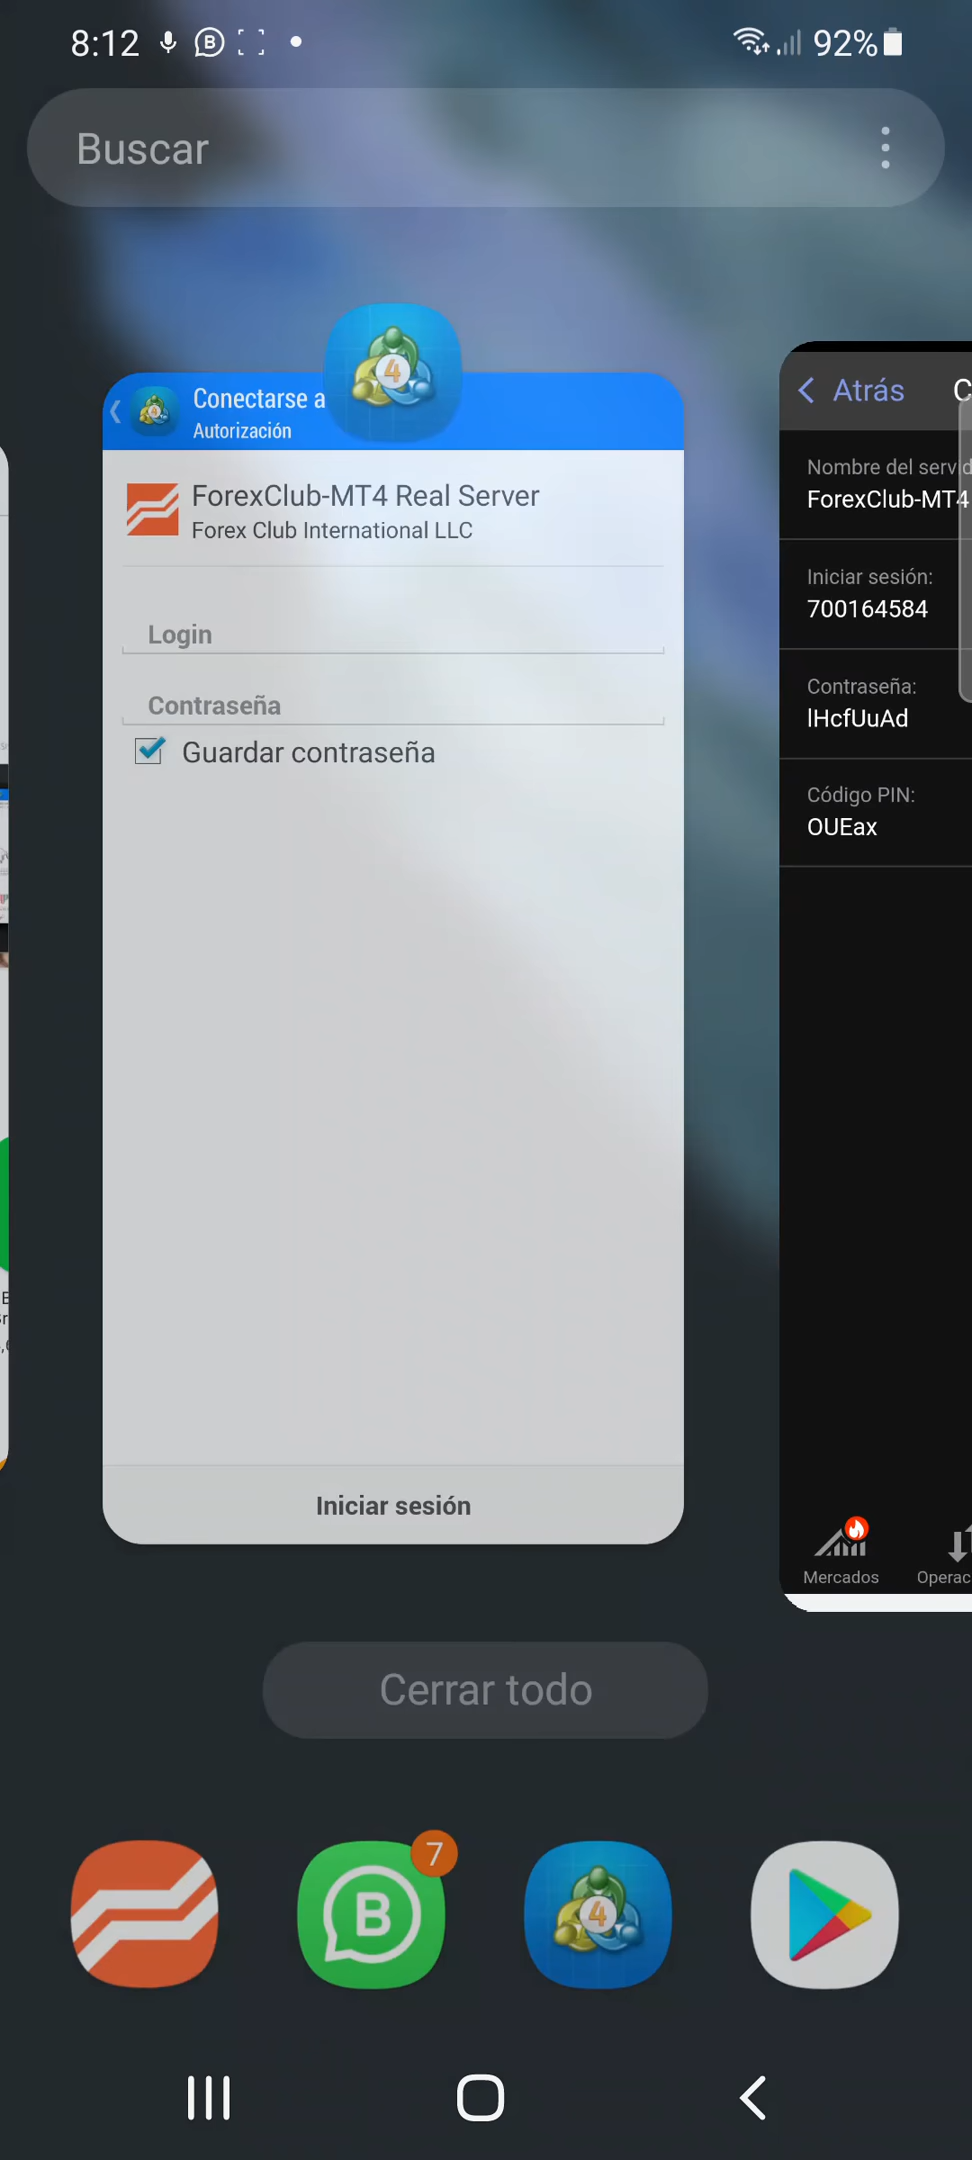 8:12
92%
Buscar
Conectarse a
Autorización
ForexClub-MT4 Real Server
Forex Club International LLC
Login
Contraseña
Guardar contraseña
Iniciar sesión
Atrás
Nombre del serv
ForexClub-MT4
Iniciar sesión:
700164584
Contraseña:
lHcfUuAd
Código PIN:
OUEax
Mercados
Operac
Cerrar todo
7